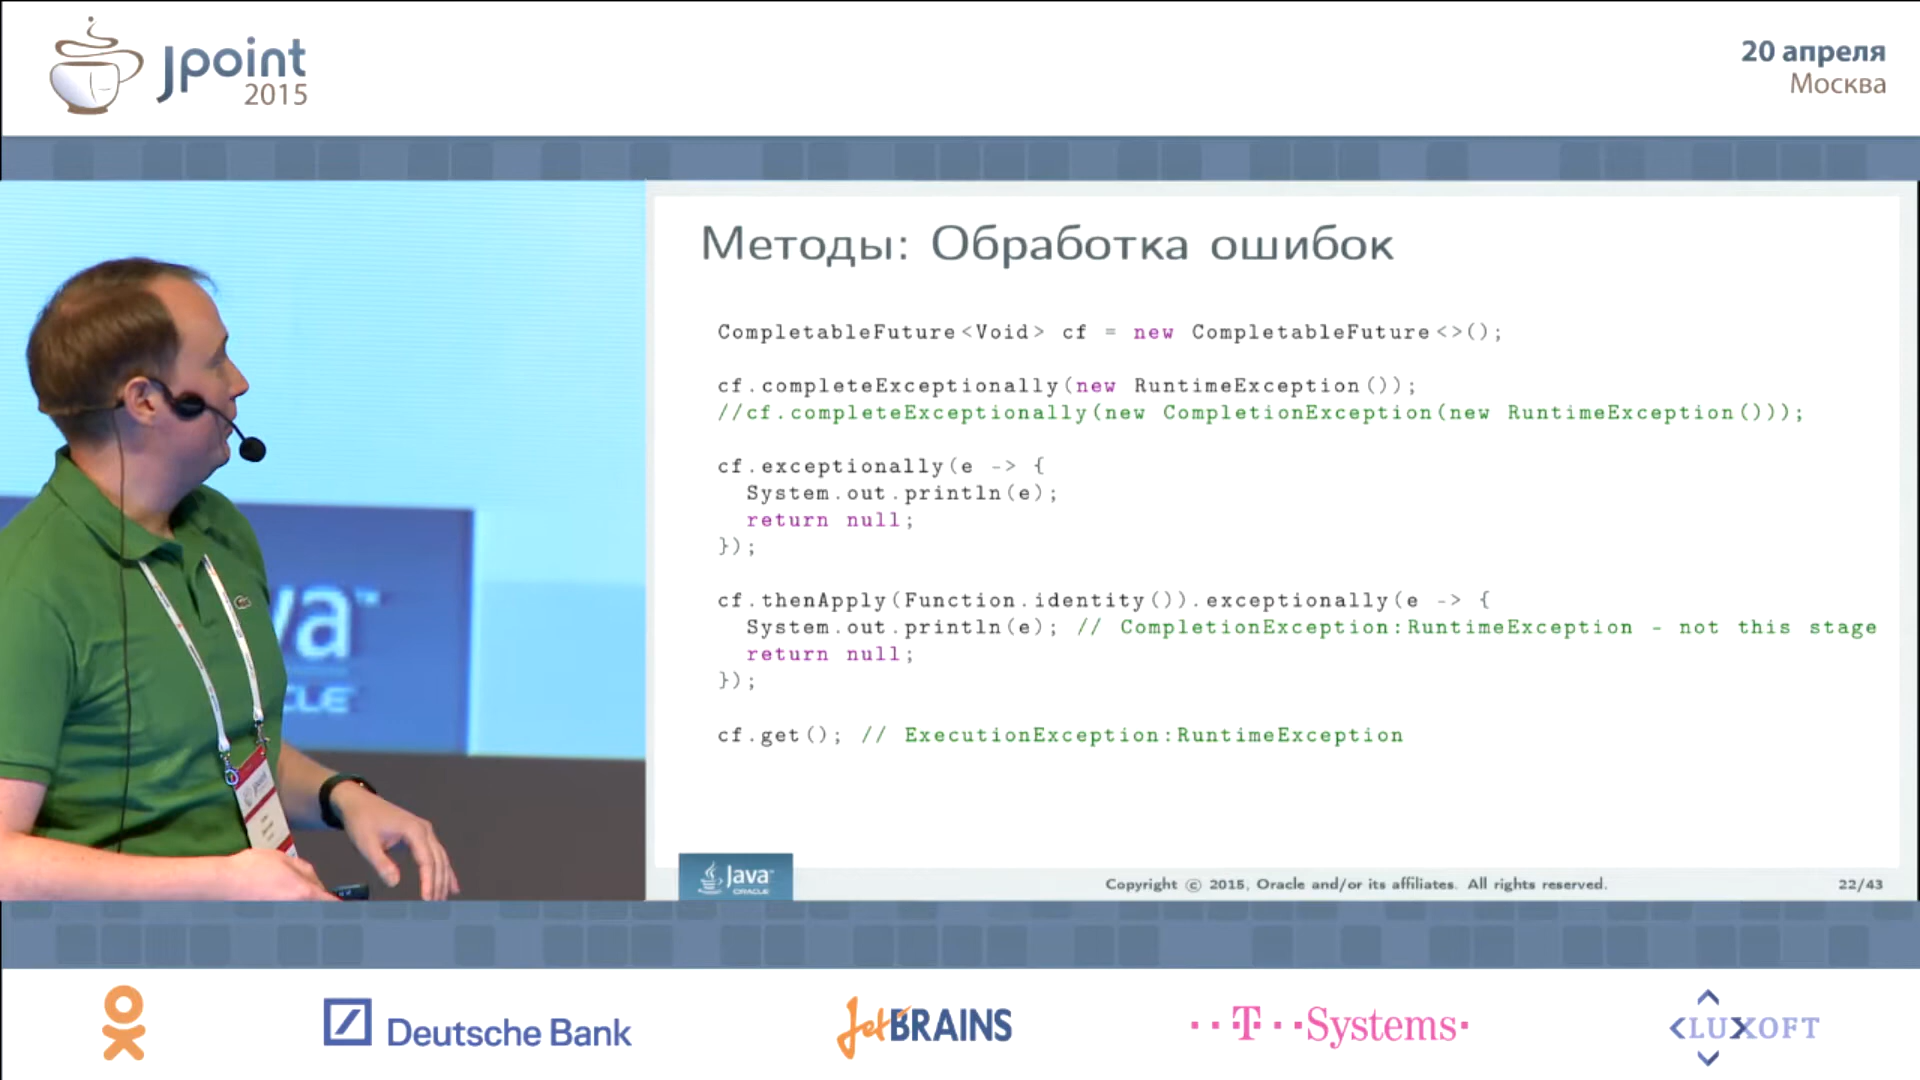 Jpoint
2015
20 апреля
Москва
Методы: Обработка ошибок
CompletableFuture<Void> cf = new CompletableFuture<>();
cf.completeExceptionally(new RuntimeException());
//cf.completeExceptionally(new CompletionException(new RuntimeException()));
cf.exceptionally(e -> {
System.out.println(e);
return null;
});
cf.thenApply(Function.identity()).exceptionally(e -> {
System.out.println(e); // CompletionException:RuntimeException - not this stage
return null;
});
cf.get(); // ExecutionException:RuntimeException
Java
ORACLE
Copyright © 2015, Oracle and/or its affiliates. All rights reserved.
22/43
Deutsche Bank
JetBRAINS
··T··Systems·
LUXOFT